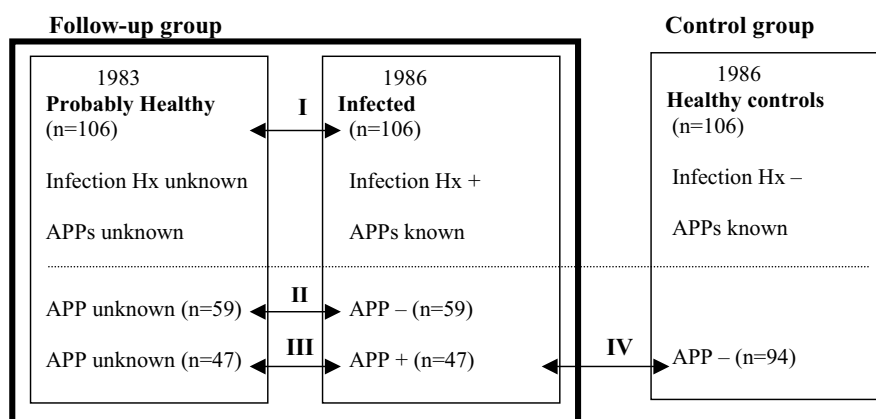 Follow-up group
Control group
1983
Probably Healthy
(n=106)
Infection Hx unknown
APPs unknown
APP unknown (n=59)
APP unknown (n=47)
I
II
III
1986
Infected
(n=106)
Infection Hx +
APPs known
APP – (n=59)
APP + (n=47)
IV
1986
Healthy controls
(n=106)
Infection Hx –
APPs known
APP – (n=94)